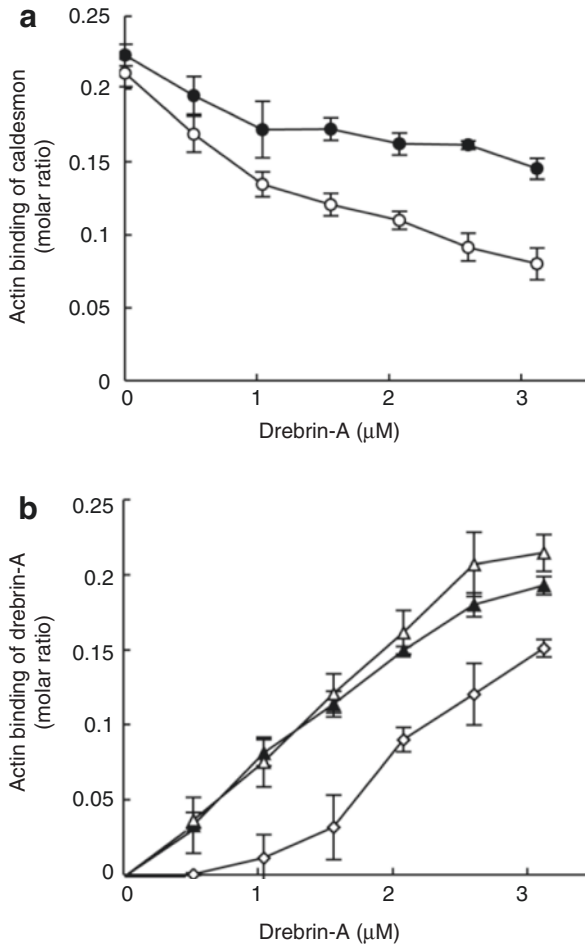 a
0.25
0.2
0.15
0.1
0.05
0
Actin binding of caldesmon
(molar ratio)
0 1 2 3
Drebrin-A (μM)
b
0.25
0.2
0.15
0.1
0.05
0
Actin binding of drebrin-A
(molar ratio)
0 1 2 3
Drebrin-A (μM)